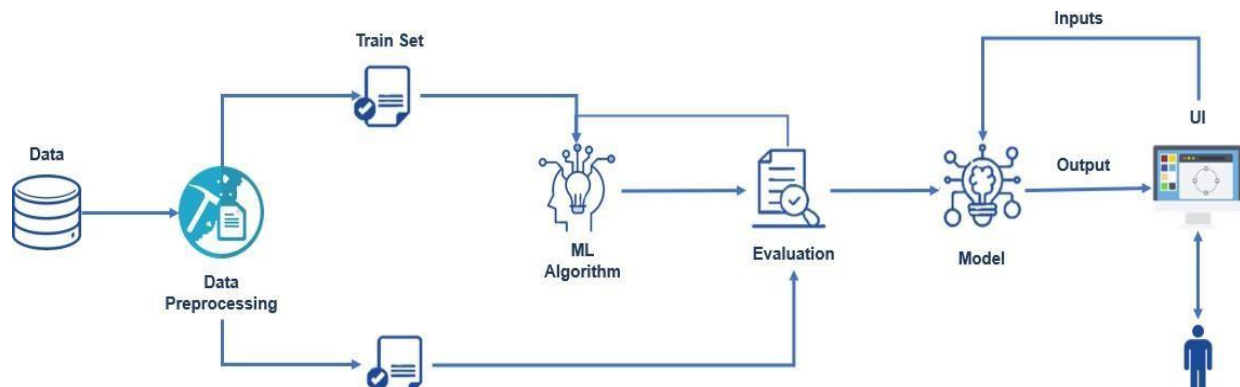 Inputs
Train Set
UI
Data
Output
ML
Algorithm
Evaluation
Model
Data
Preprocessing